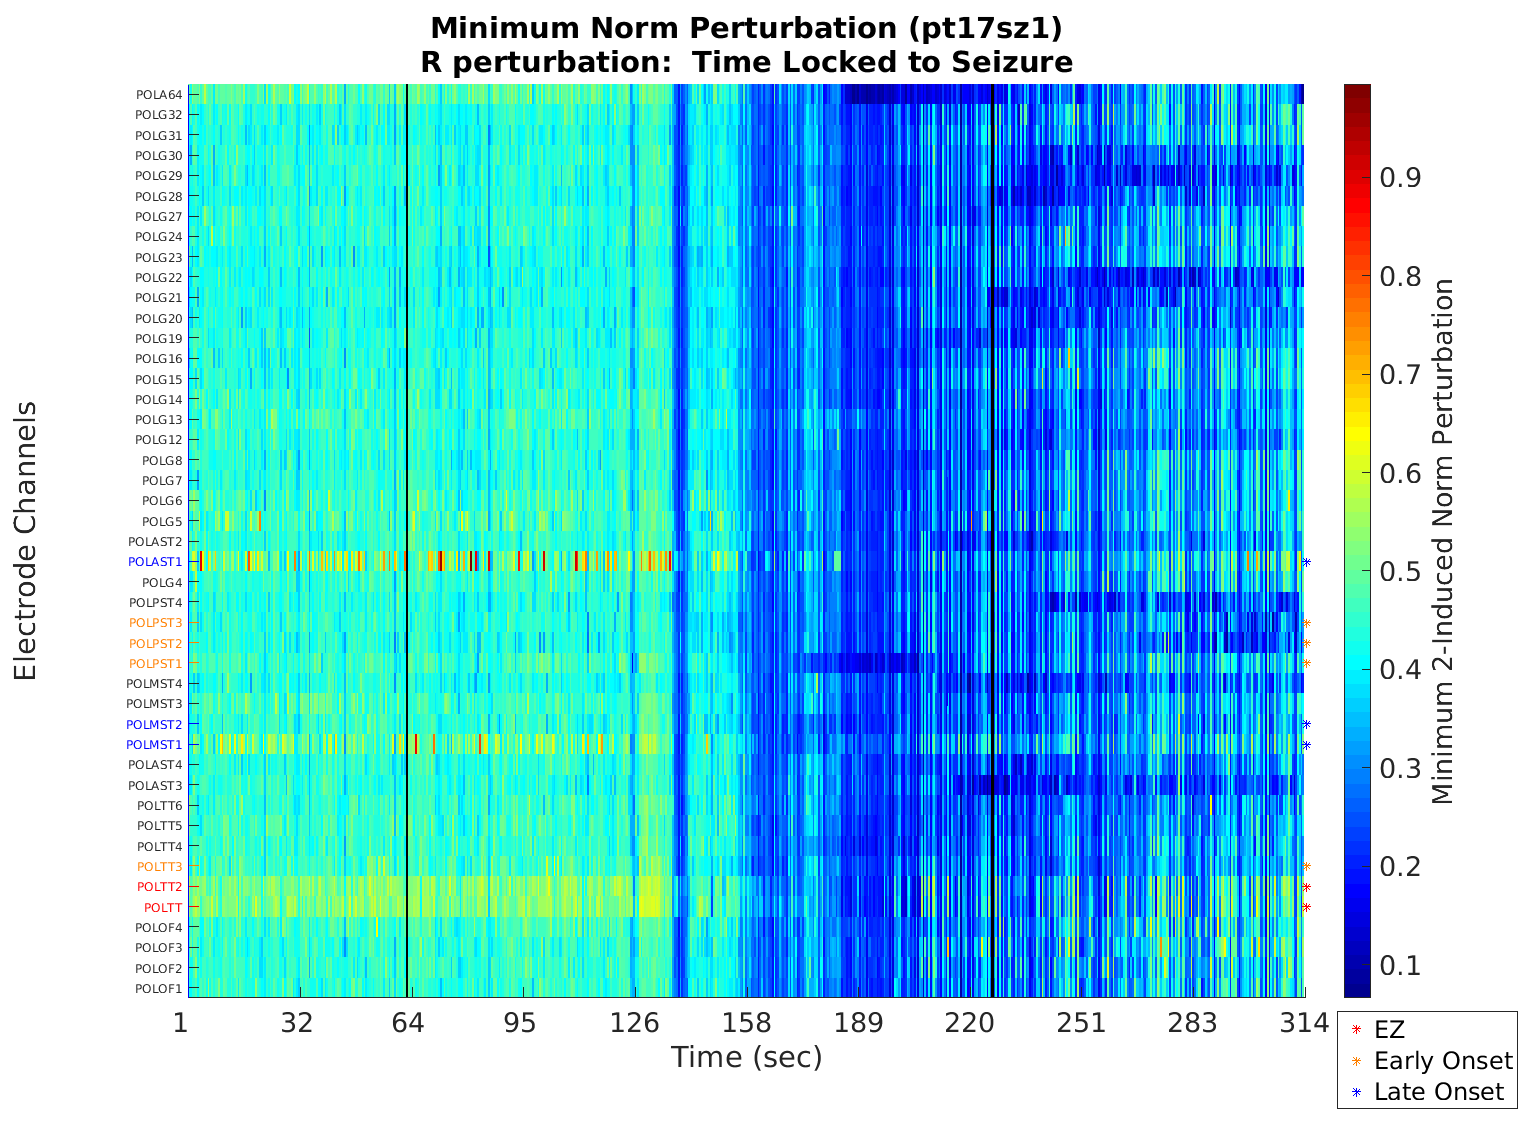 Minimum Norm Perturbation (pt17sz1)
R perturbation:  Time Locked to Seizure
Electrode Channels
POLA64
POLG32
POLG31
POLG30
POLG29
POLG28
POLG27
POLG24
POLG23
POLG22
POLG21
POLG20
POLG19
POLG16
POLG15
POLG14
POLG13
POLG12
POLG8
POLG7
POLG6
POLG5
POLAST2
POLAST1
POLG4
POLPST4
POLPST3
POLPST2
POLPST1
POLMST4
POLMST3
POLMST2
POLMST1
POLAST4
POLAST3
POLTT6
POLTT5
POLTT4
POLTT3
POLTT2
POLTT
POLOF4
POLOF3
POLOF2
POLOF1
1 32 64 95 126 158 189 220 251 283 314
Time (sec)
0.9
0.8
0.7
0.6
0.5
0.4
0.3
0.2
0.1
Minimum 2-Induced Norm Perturbation
EZ
Early Onset
Late Onset